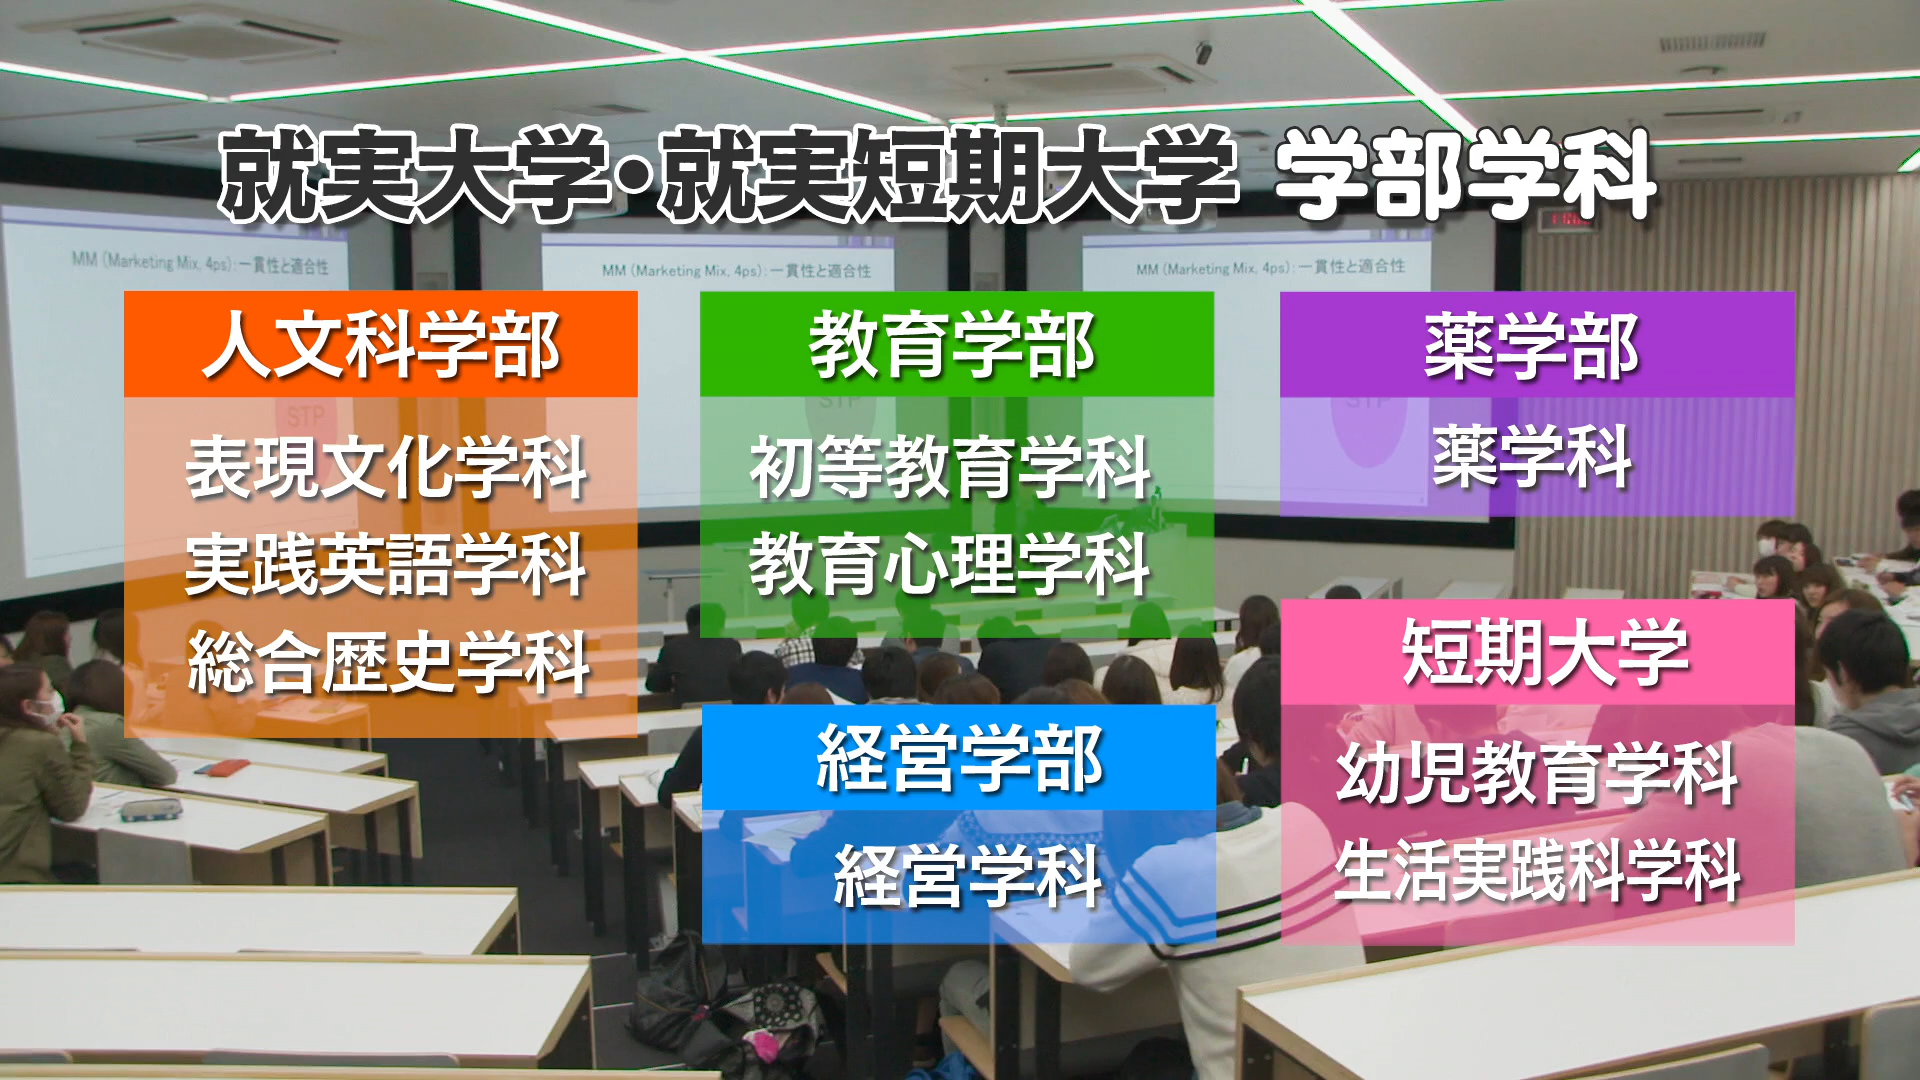 就実大学・就実短期大学 学部学科
MM (Marketing Mix, 4ps):一貫性と適合性
MM (Marketing Mix, 4ps):一貫性と適合性
MM (Marketing Mix, 4ps):一貫性と適合性
人文科学部
STP
表現文化学科
実践英語学科
総合歴史学科
教育学部
STP
初等教育学科
教育心理学科
経営学部
経営学科
薬学部
STP
薬学科
短期大学
幼児教育学科
生活実践科学科